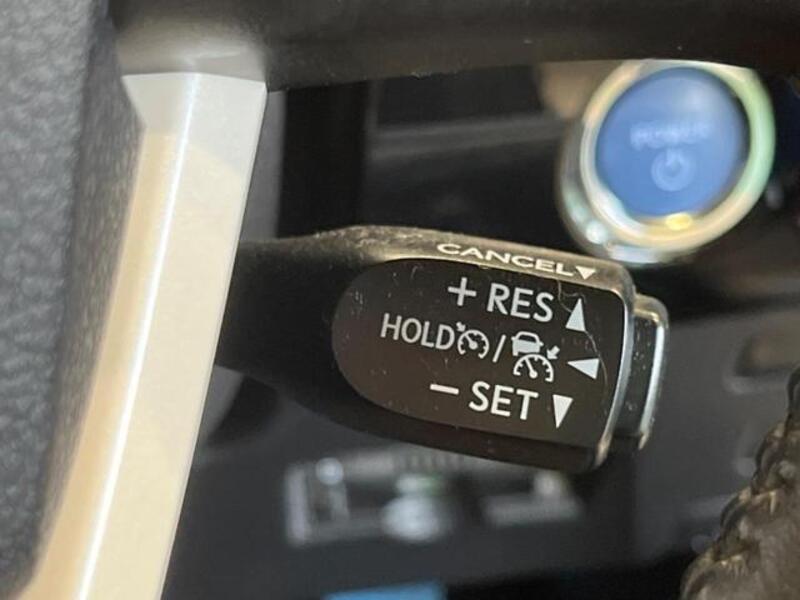 POWER
CANCEL▼
+ RES ▲
HOLD / ◀
− SET ▼